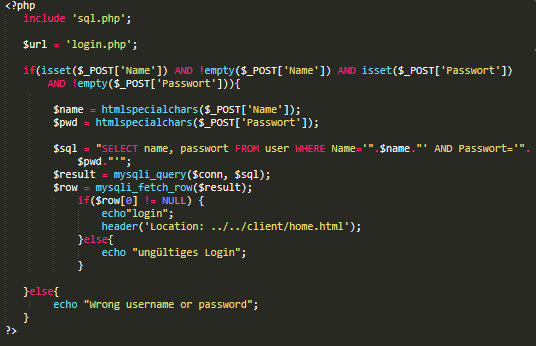 <?php
include 'sql.php';
$url = 'login.php';
if(isset($_POST['Name']) AND !empty($_POST['Name']) AND isset($_POST['Passwort'])
AND !empty($_POST['Passwort'])){
$name = htmlspecialchars($_POST['Name']);
$pwd = htmlspecialchars($_POST['Passwort']);
$sql = "SELECT name, passwort FROM user WHERE Name='".$name."' AND Passwort='".
$pwd."'";
$result = mysqli_query($conn, $sql);
$row = mysqli_fetch_row($result);
if($row[0] != NULL) {
echo"login";
header('Location: ../../client/home.html');
}else{
echo "ungültiges Login";
}
}else{
echo "Wrong username or password";
}
?>